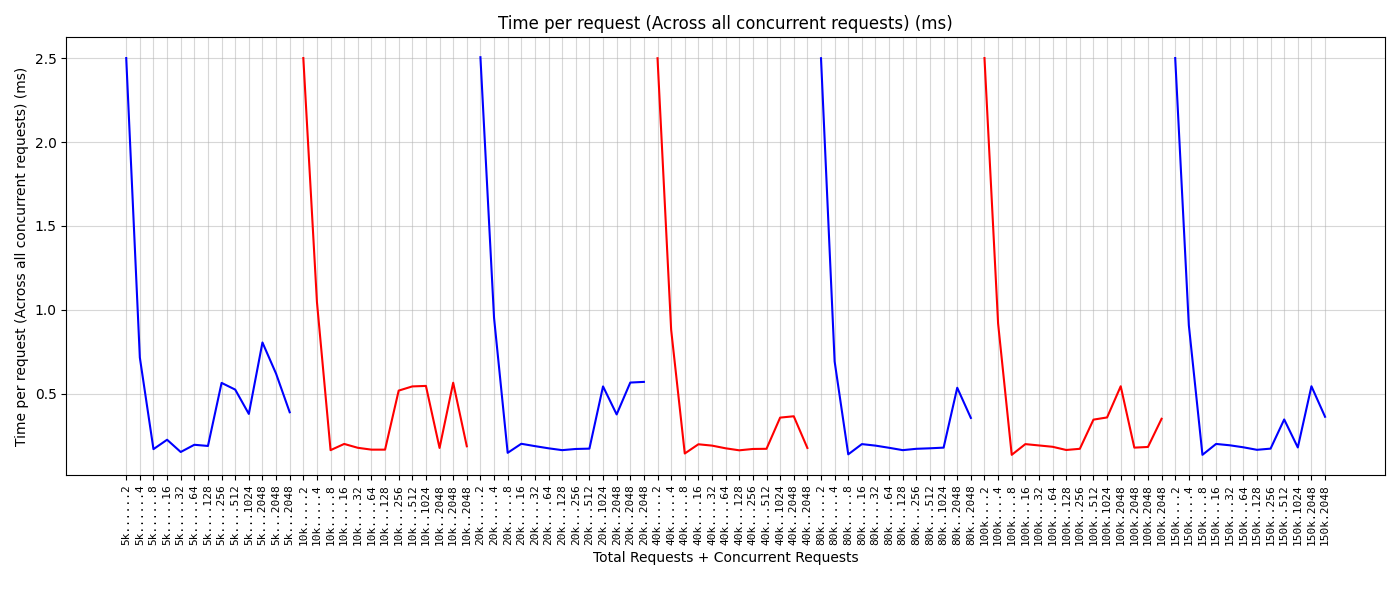 Time per request (Across all concurrent requests) (ms)
Time per request (Across all concurrent requests) (ms)
2.5
2.0
1.5
1.0
0.5
5k......2
5k......4
5k......8
5k.....16
5k.....32
5k.....64
5k....128
5k....256
5k....512
5k...1024
5k...2048
5k...2048
5k...2048
10k.....2
10k.....4
10k.....8
10k....16
10k....32
10k....64
10k...128
10k...256
10k...512
10k..1024
10k..2048
10k..2048
10k..2048
20k.....2
20k.....4
20k.....8
20k....16
20k....32
20k....64
20k...128
20k...256
20k...512
20k..1024
20k..2048
20k..2048
20k..2048
40k.....2
40k.....4
40k.....8
40k....16
40k....32
40k....64
40k...128
40k...256
40k...512
40k..1024
40k..2048
40k..2048
80k.....2
80k.....4
80k.....8
80k....16
80k....32
80k....64
80k...128
80k...256
80k...512
80k..1024
80k..2048
80k..2048
100k....2
100k....4
100k....8
100k...16
100k...32
100k...64
100k..128
100k..256
100k..512
100k.1024
100k.2048
100k.2048
100k.2048
100k.2048
150k....2
150k....4
150k....8
150k...16
150k...32
150k...64
150k..128
150k..256
150k..512
150k.1024
150k.2048
150k.2048
Total Requests + Concurrent Requests